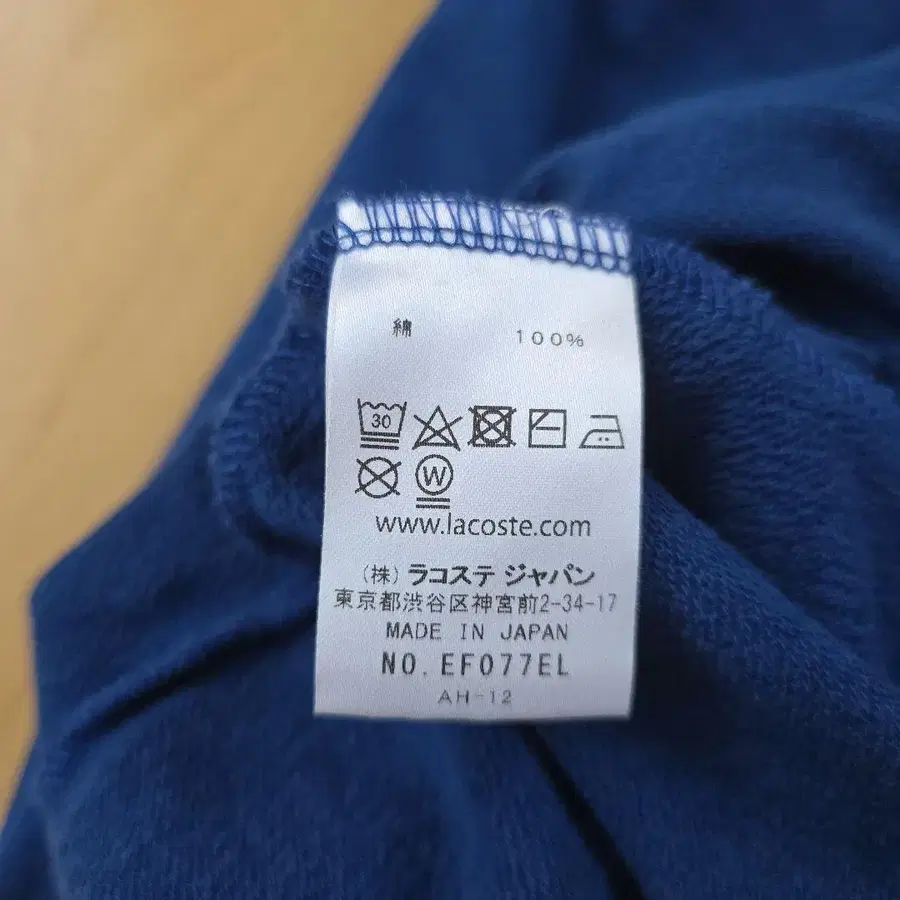 綿 100%
30
W
www.lacoste.com
(株) ラコステ ジャパン
東京都渋谷区神宮前2-34-17
MADE IN JAPAN
NO. EF077EL
AH-12